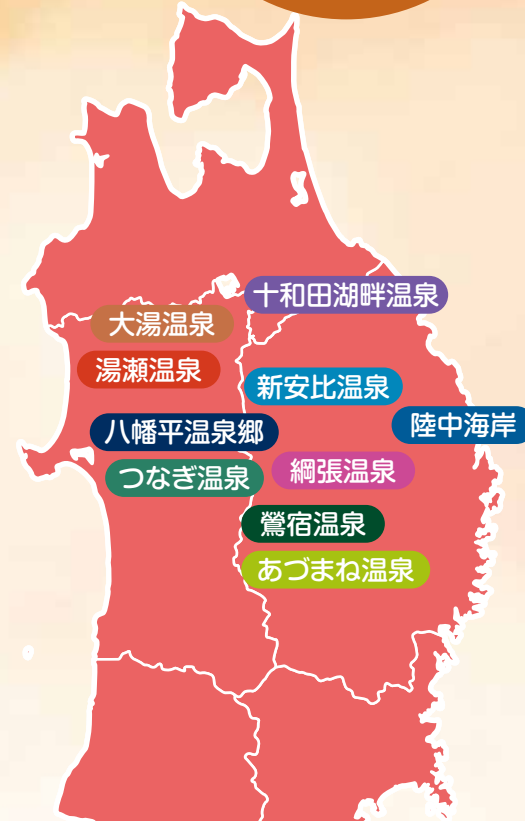 十和田湖畔温泉
大湯温泉
湯瀬温泉
新安比温泉
陸中海岸
八幡平温泉郷
つなぎ温泉
網張温泉
鶯宿温泉
あづまね温泉